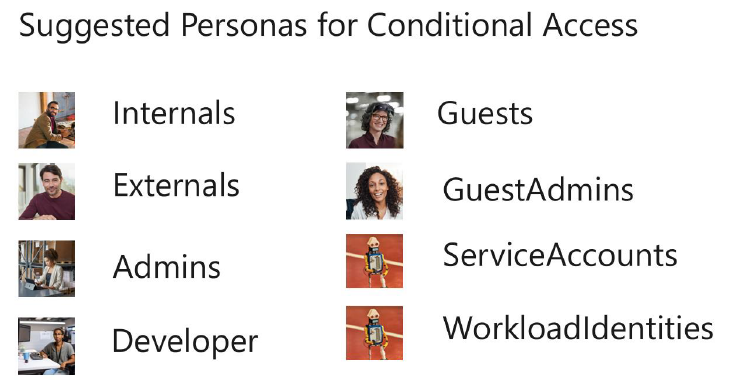 Suggested Personas for Conditional Access
Internals
Externals
Admins
Developer
Guests
GuestAdmins
ServiceAccounts
WorkloadIdentities